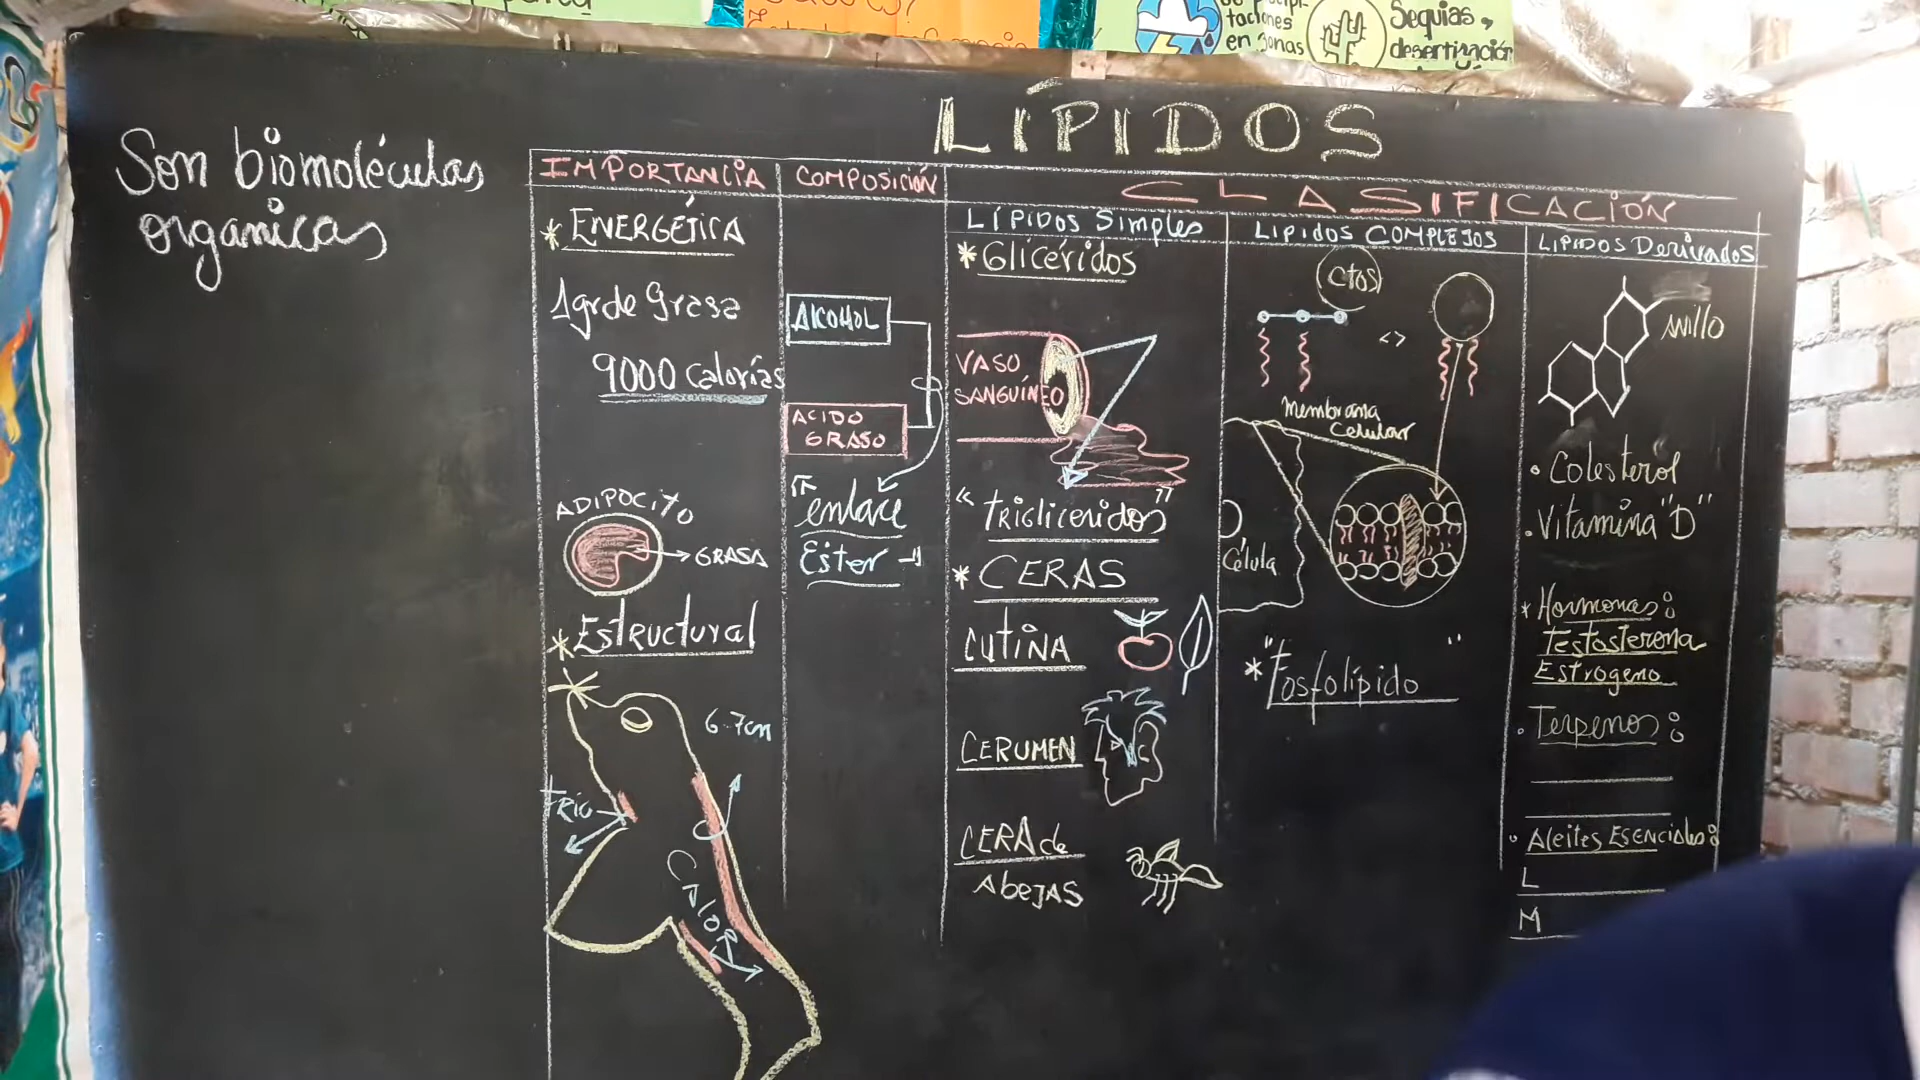 taciones
en zonas
Sequias,
desertización
LÍPIDOS
Son biomoléculas
organicas
IMPORTANCIA
* ENERGÉTICA
1gr de grasa
9000 calorías
ADIPOCITO
GRASA
* Estructural
6-7cm
FRIO
CALOR
COMPOSICIÓN
ALCOHOL
ACIDO
GRASO
"enlace
Ester"
CLASIFICACIÓN
LÍPIDOS Simples
* Glicéridos
VASO
SANGUÍNEO
"trigliceridos"
* CERAS
CUTINA
CERUMEN
CERA de
AbeJAS
LIPIDOS COMPLEJOS
<>
Membrana
Celular
Célula
* "Fosfolípido"
LIPIDOS Derivados
anillo
• Colesterol
• Vitamina "D"
* Hormonas:
Testosterona
Estrogeno
• Terpenos:
• Aceites ESENCIALES:
L
M